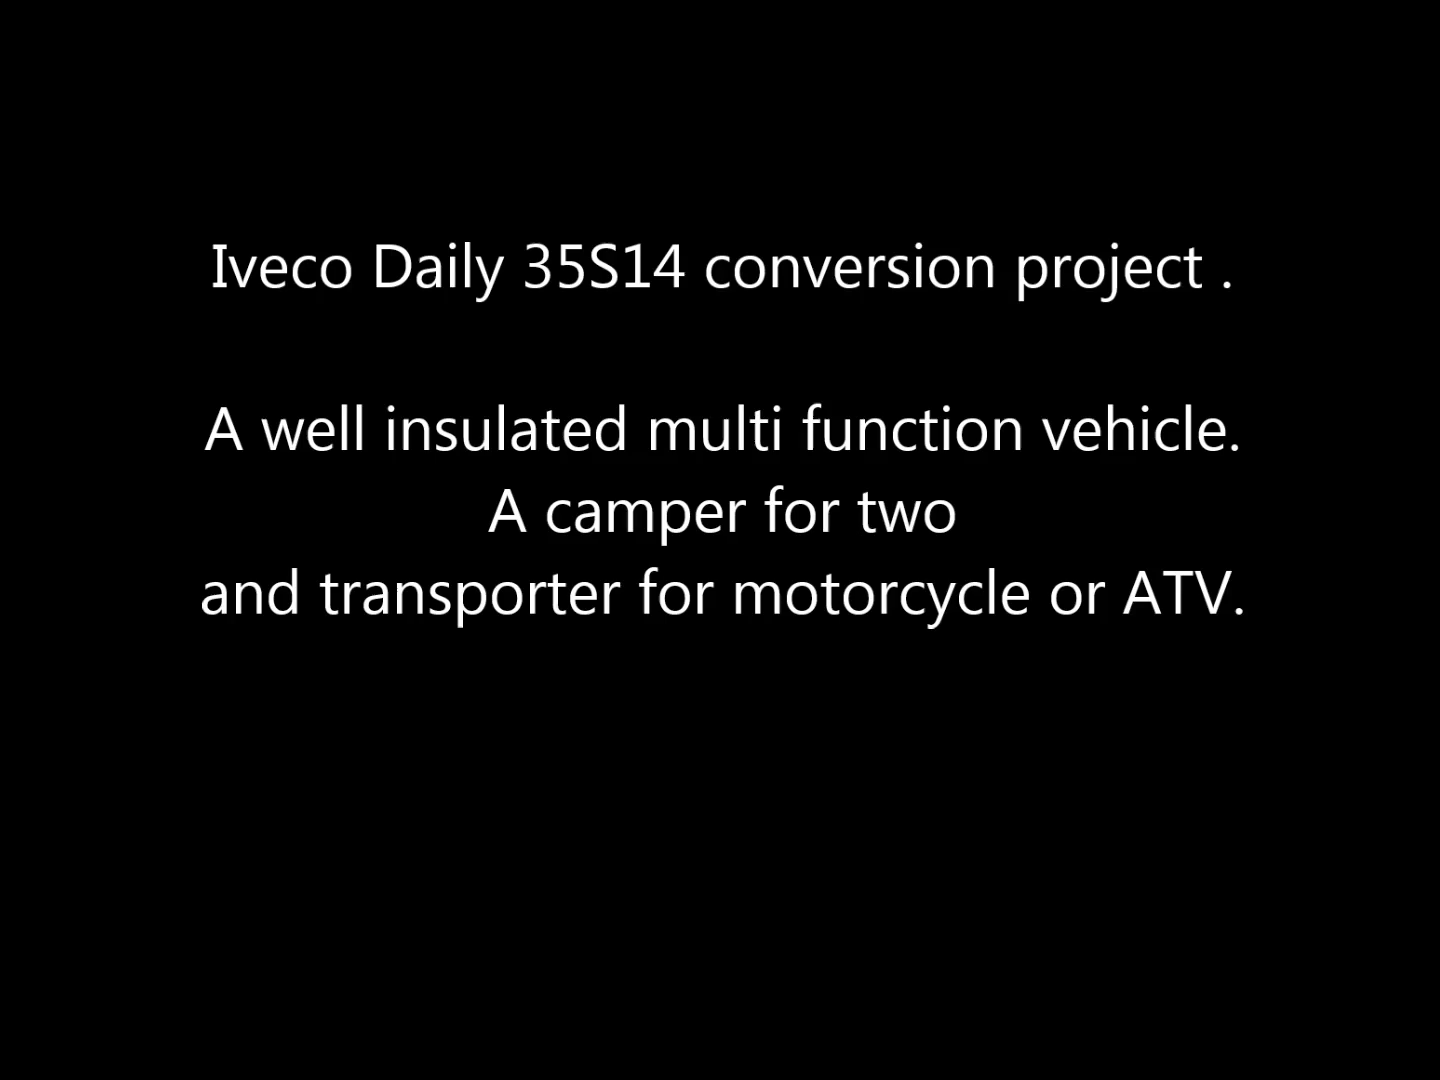 Iveco Daily 35S14 conversion project .
A well insulated multi function vehicle.
A camper for two
and transporter for motorcycle or ATV.